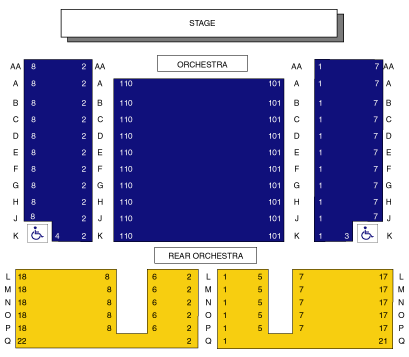 STAGE
ORCHESTRA
AA 8 2 AA AA 1 7 AA
A 8 2 A 110 101 A 1 7 A
B 8 2 B 110 101 B 1 7 B
C 8 2 C 110 101 C 1 7 C
D 8 2 D 110 101 D 1 7 D
E 8 2 E 110 101 E 1 7 E
F 8 2 F 110 101 F 1 7 F
G 8 2 G 110 101 G 1 7 G
H 8 2 H 110 101 H 1 7 H
J 8 2 J 110 101 J 1 7 J
K 4 2 K 110 101 K 1 3 K
REAR ORCHESTRA
L 18 8 6 2 L 1 5 7 17 L
M 18 8 6 2 M 1 5 7 17 M
N 18 8 6 2 N 1 5 7 17 N
O 18 8 6 2 O 1 5 7 17 O
P 18 8 6 2 P 1 5 7 17 P
Q 22 2 Q 1 21 Q